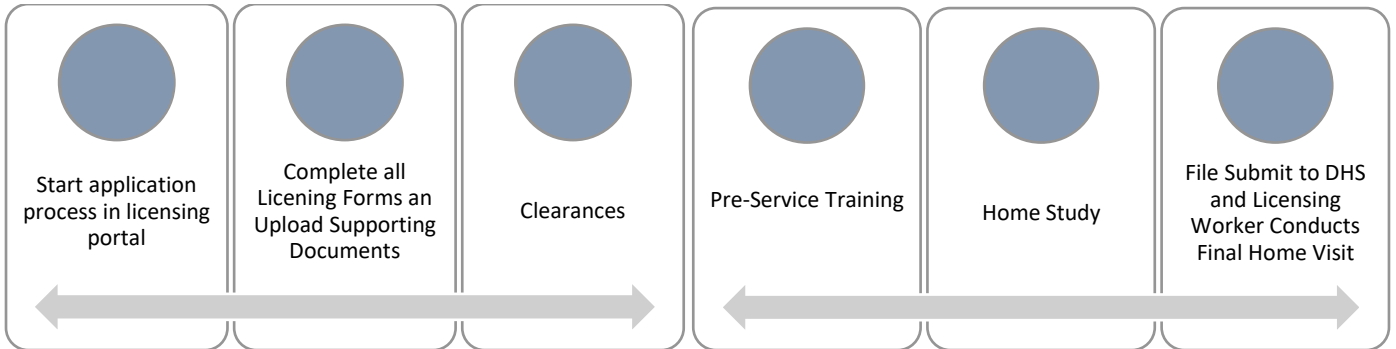 Start application
process in licensing
portal
Complete all
Licening Forms an
Upload Supporting
Documents
Clearances
Pre-Service Training
Home Study
File Submit to DHS
and Licensing
Worker Conducts
Final Home Visit